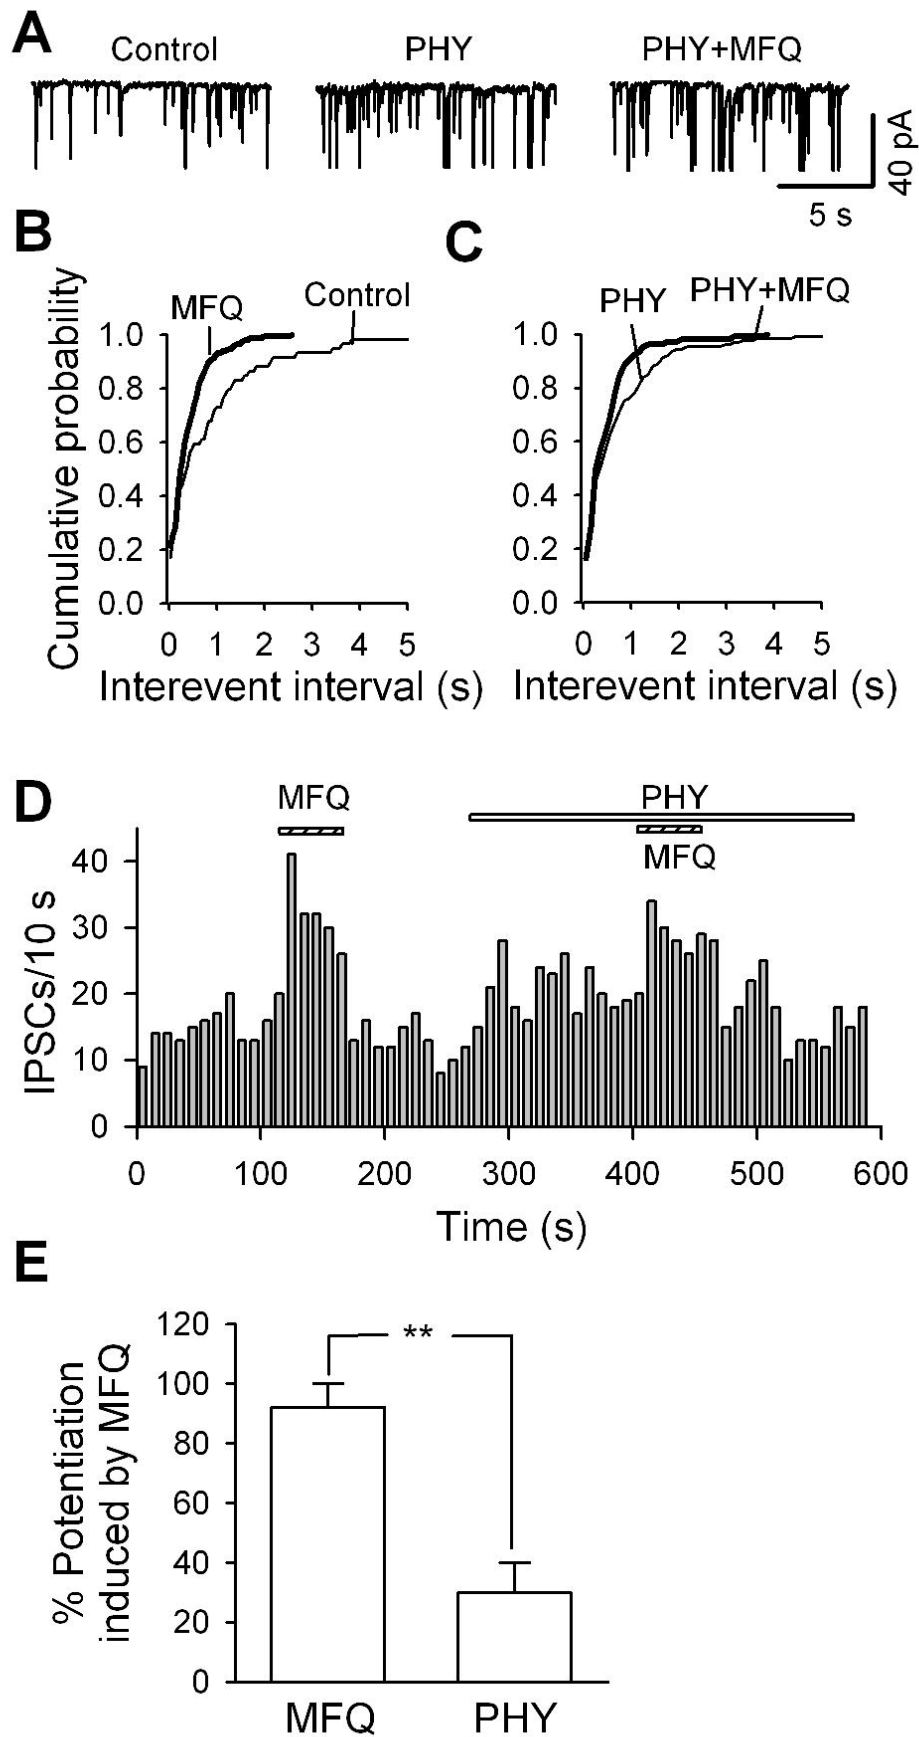 A
Control PHY PHY+MFQ
40 pA
5 s
B
C
Cumulative probability
MFQ Control
1.0
0.8
0.6
0.4
0.2
0.0
0 1 2 3 4 5
Interevent interval (s)
PHY PHY+MFQ
1.0
0.8
0.6
0.4
0.2
0.0
0 1 2 3 4 5
Interevent interval (s)
D
MFQ PHY
MFQ
IPSCs/10 s
40
30
20
10
0
0 100 200 300 400 500 600
Time (s)
E
% Potentiation
induced by MFQ
120
100
80
60
40
20
0
**
MFQ PHY